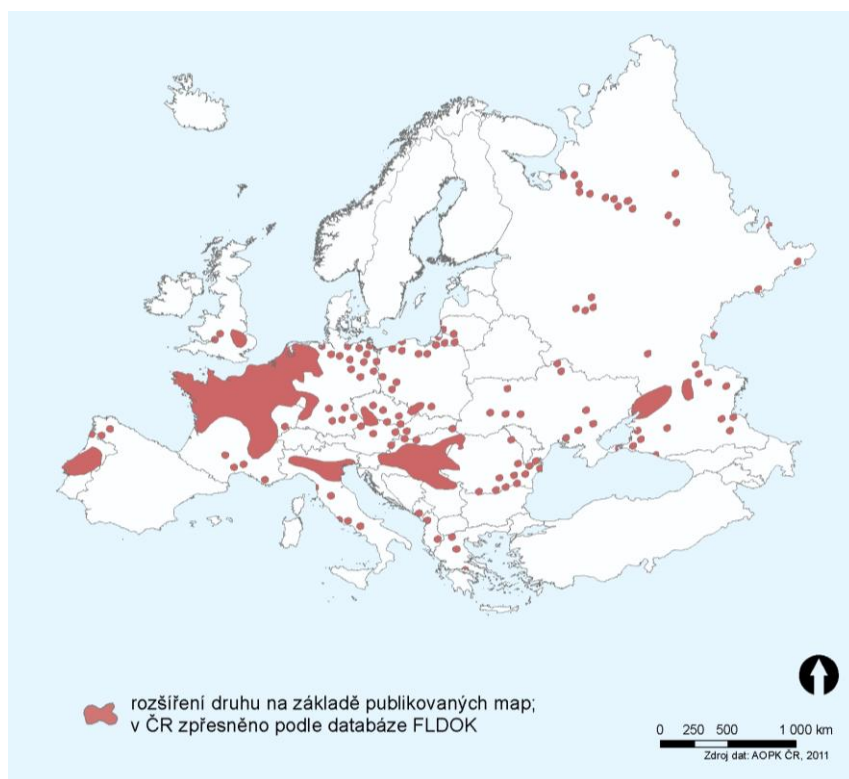 rozšíření druhu na základě publikovaných map;
v ČR zpřesněno podle databáze FLDOK
0 250 500 1 000 km
Zdroj dat: AOPK ČR, 2011